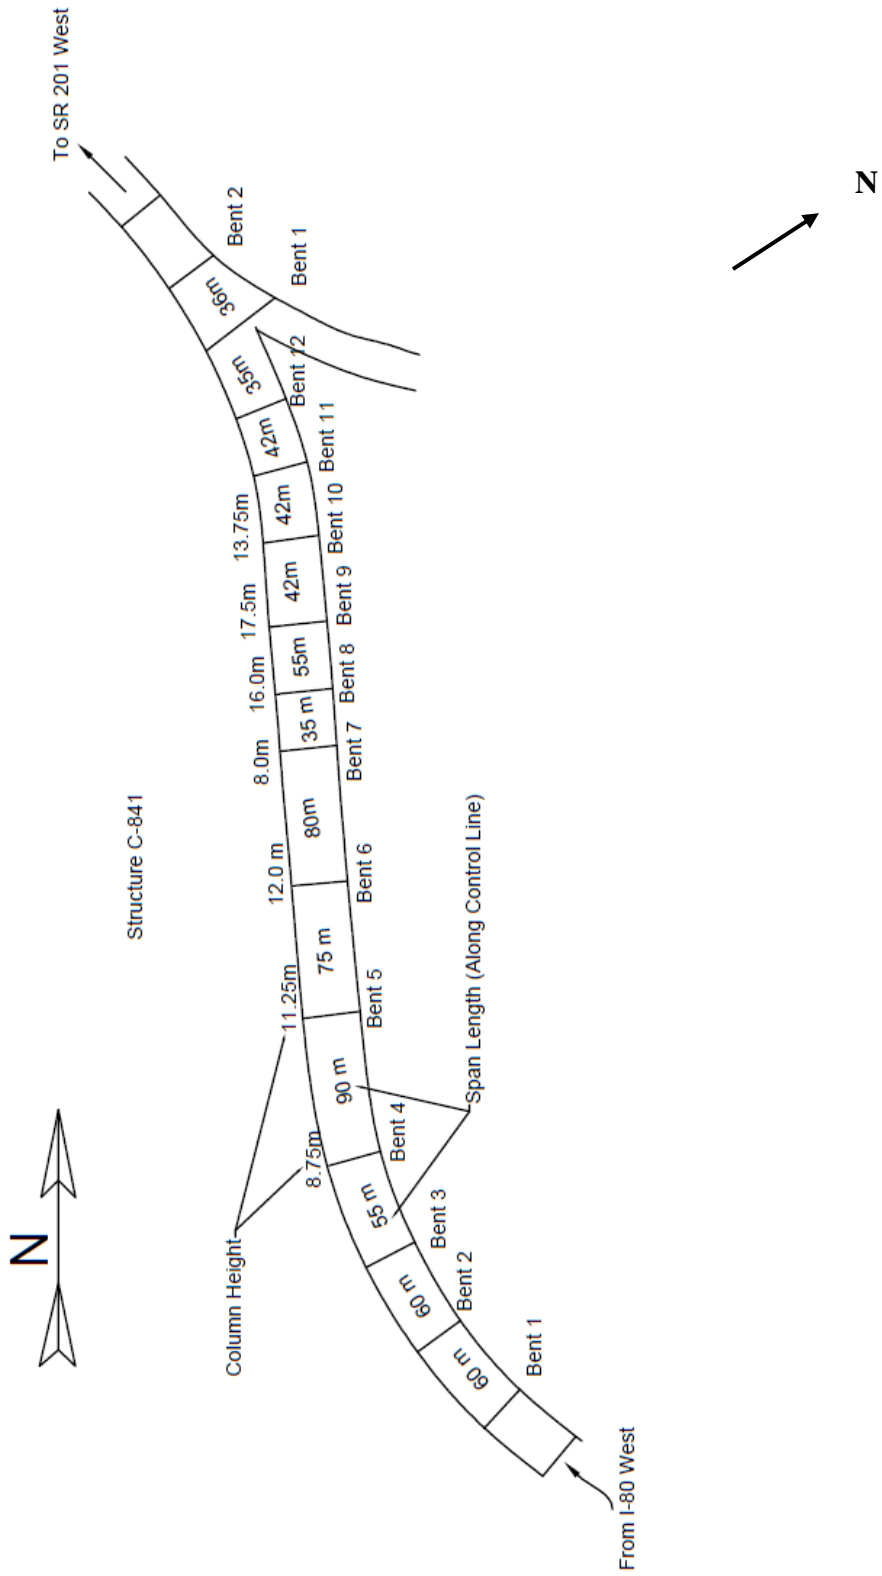 To SR 201 West
N
Bent 2
Bent 1
36m
35m
Bent 12
42m
Bent 11
42m
Bent 10
13.75m
42m
Bent 9
17.5m
55m
Bent 8
16.0m
35 m
Bent 7
8.0m
80m
Structure C-841
Bent 6
12.0 m
75 m
Span Length (Along Control Line)
Bent 5
11.25m
90 m
Bent 4
8.75m
55 m
Bent 3
N
Column Height
60 m
Bent 2
60 m
Bent 1
From I-80 West